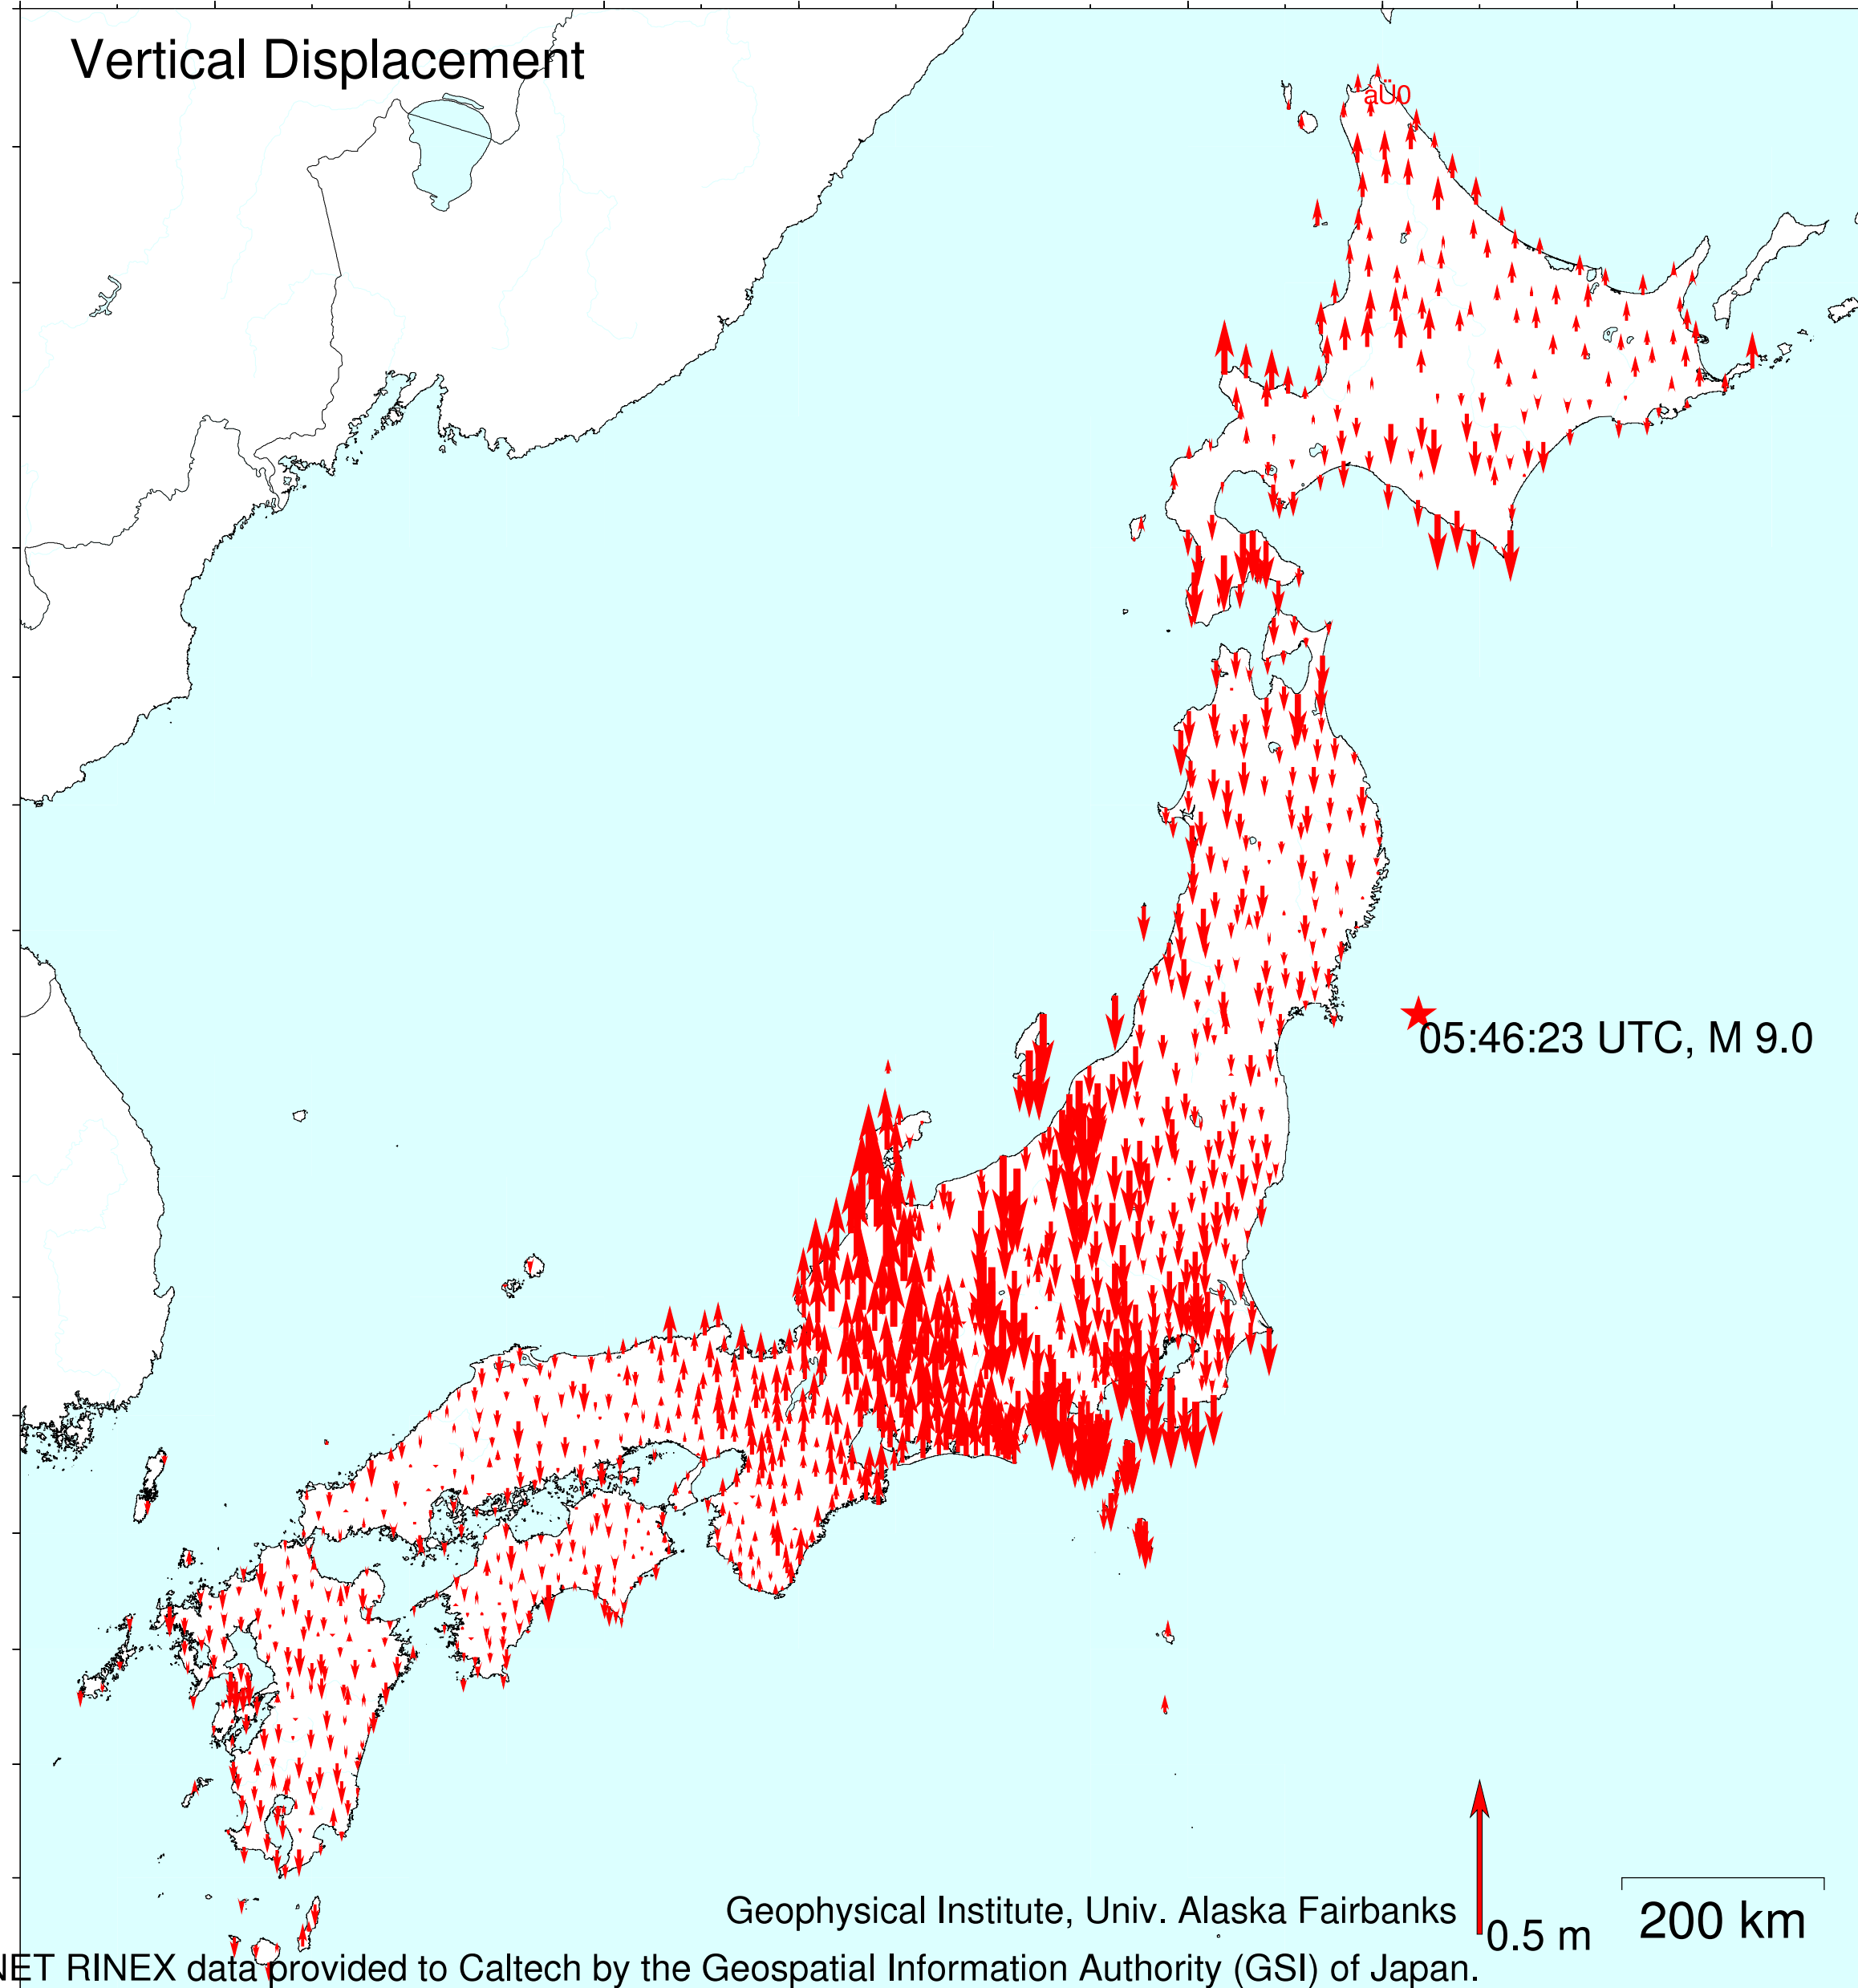 Vertical Displacement
àÜ0
05:46:23 UTC, M 9.0
Geophysical Institute, Univ. Alaska Fairbanks
0.5 m
200 km
NET RINEX data provided to Caltech by the Geospatial Information Authority (GSI) of Japan.